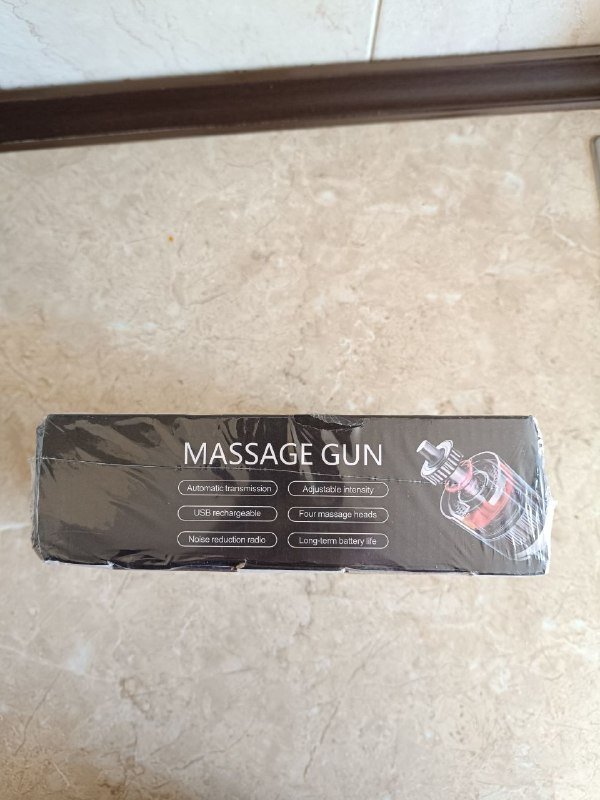 MASSAGE GUN
Automatic transmission Adjustable intensity
USB rechargeable Four massage heads
Noise reduction radio Long-term battery life